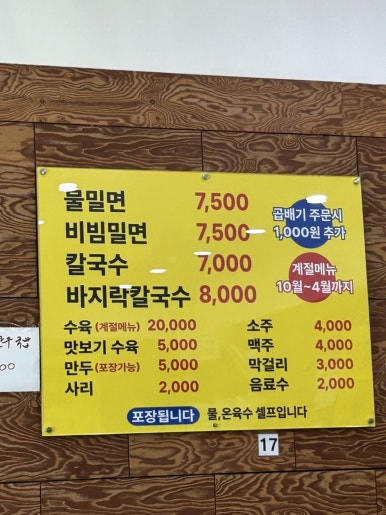 물밀면 7,500
비빔밀면 7,500
곱배기 주문시
1,000원 추가
칼국수 7,000
바지락칼국수 8,000
계절메뉴
10월~4월까지
수육(계절메뉴) 20,000
맛보기 수육 5,000
만두(포장가능) 5,000
사리 2,000
소주 4,000
맥주 4,000
막걸리 3,000
음료수 2,000
포장됩니다 물,온육수 셀프입니다
17